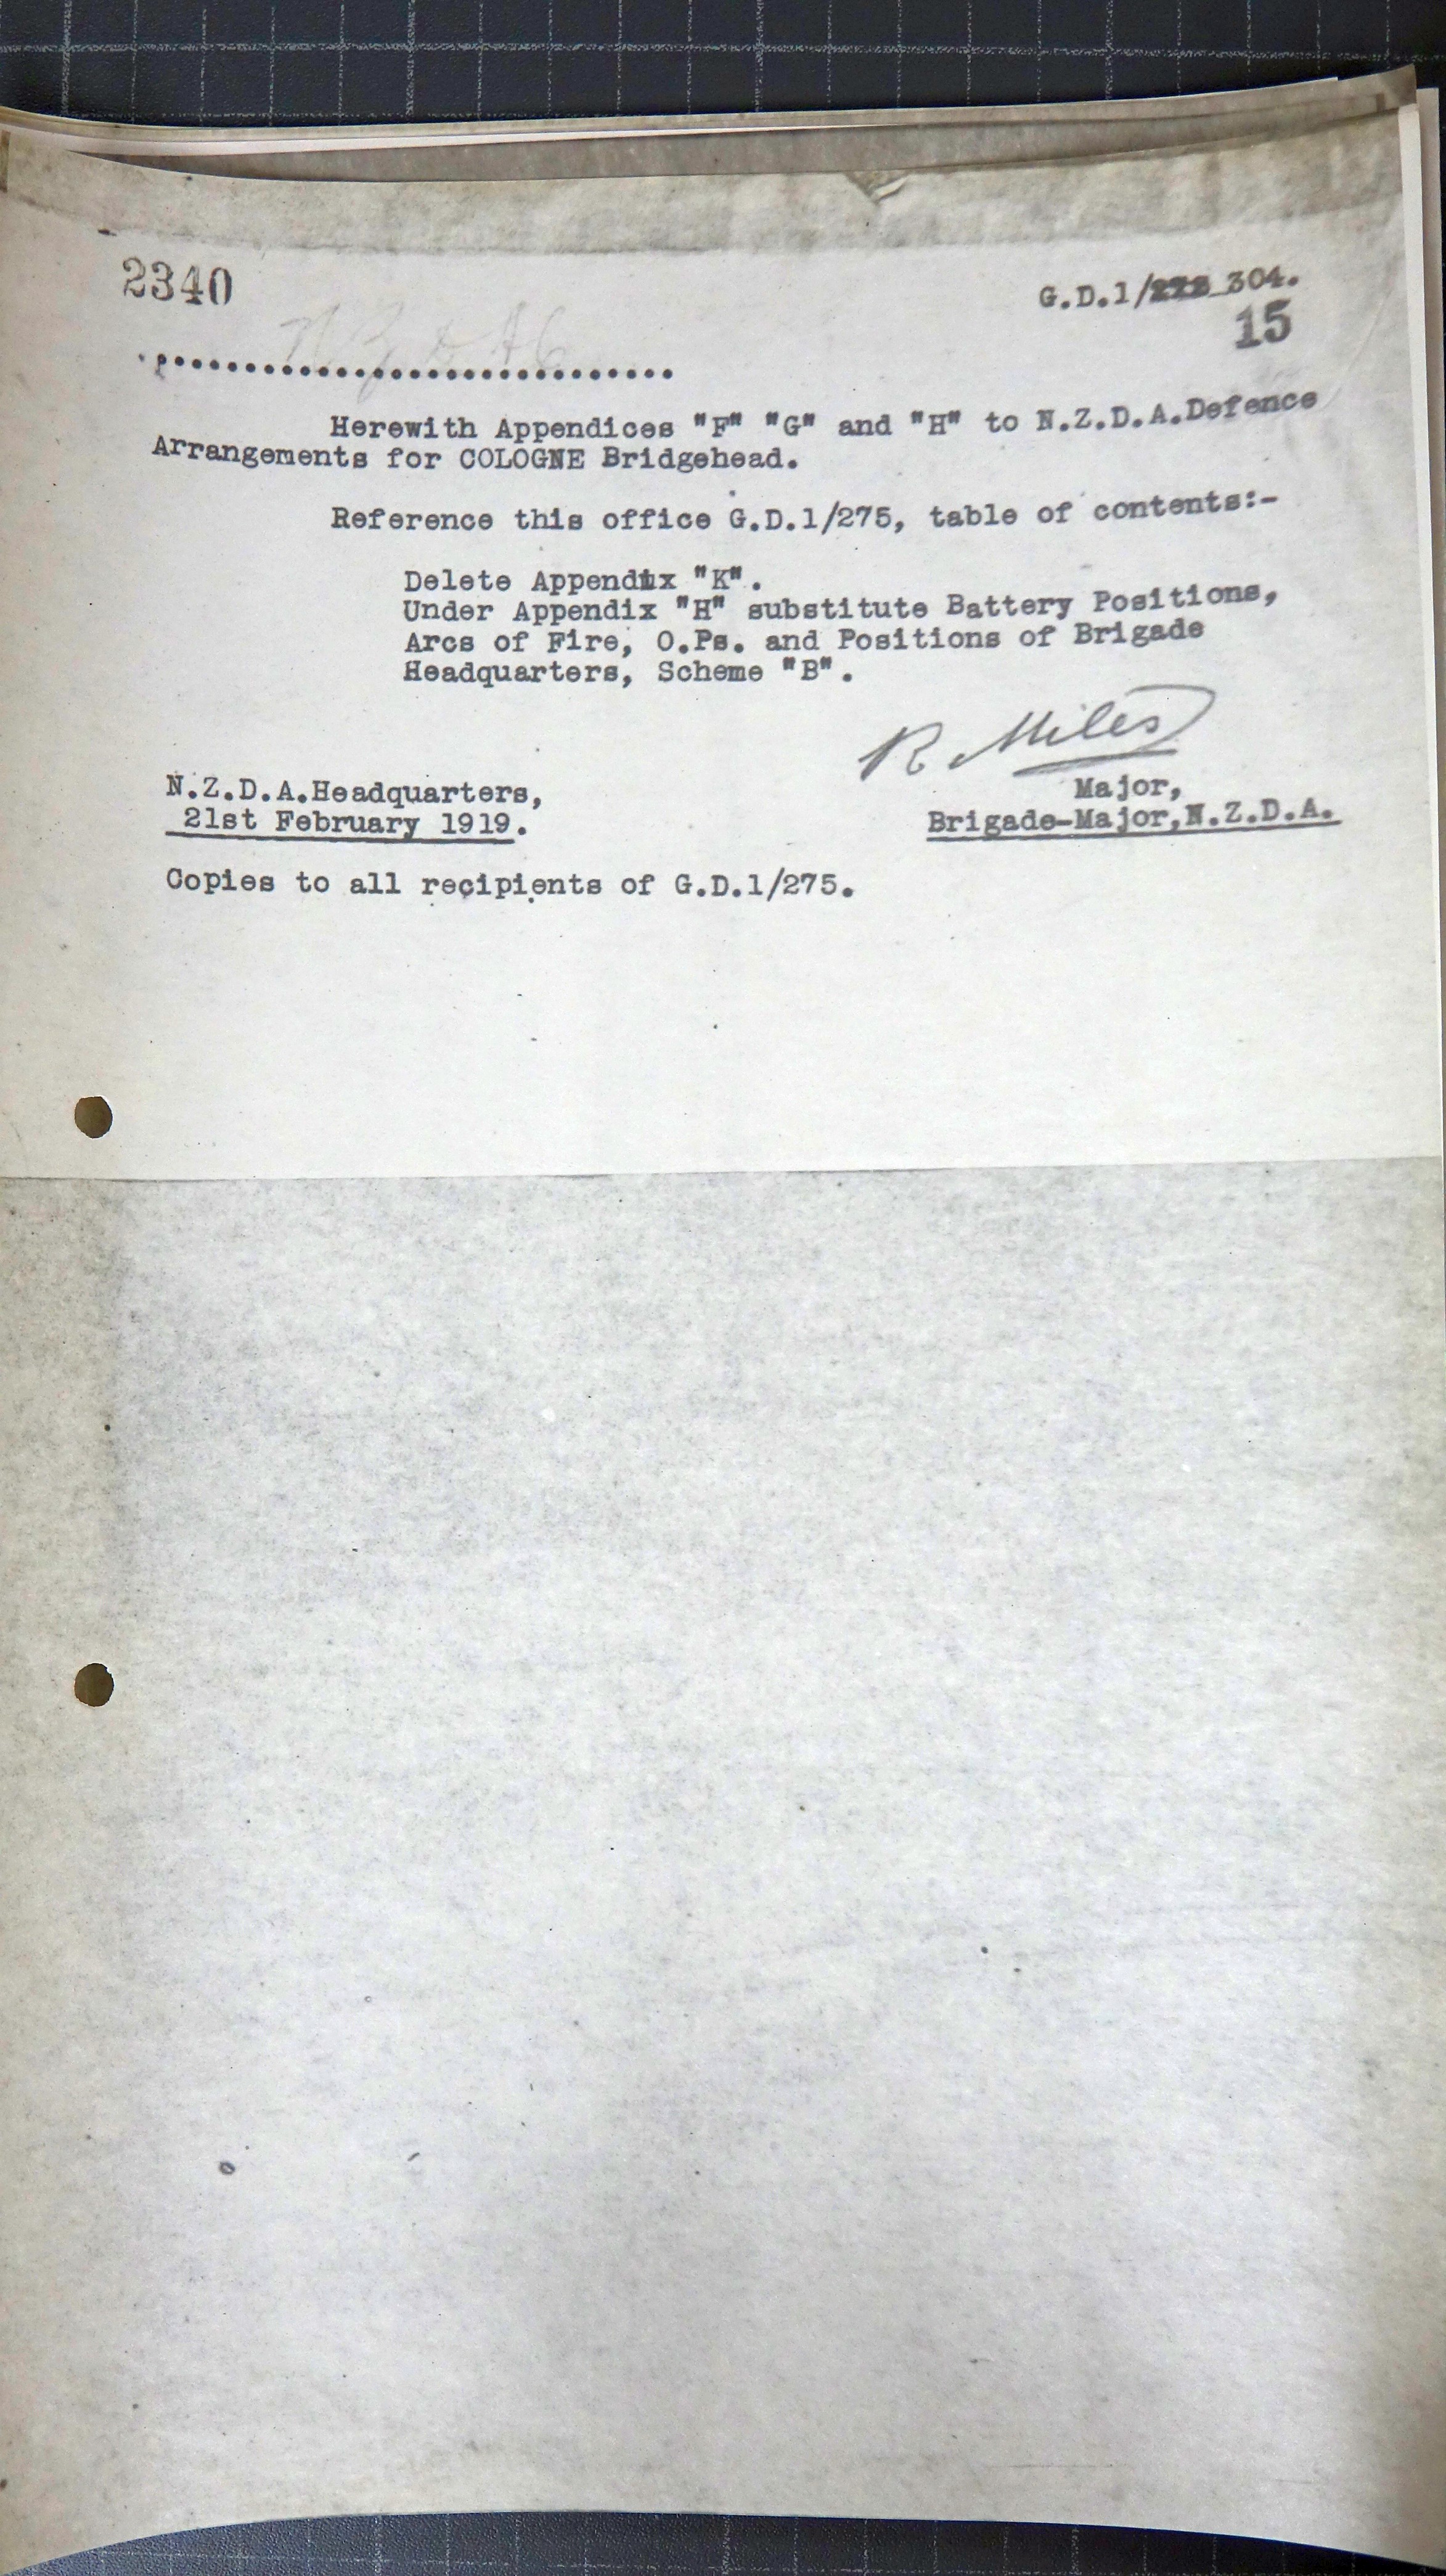 2340
G.D.1/ 304.
15
..............................
Herewith Appendices "F" "G" and "H" to N.Z.D.A.Defence
Arrangements for COLOGNE Bridgehead.
Reference this office G.D.1/275, table of contents:-
Delete Appendix "K".
Under Appendix "H" substitute Battery Positions,
Arcs of Fire, O.Ps. and Positions of Brigade
Headquarters, Scheme "B".
R. Miles
Major,
Brigade-Major,N.Z.D.A.
N.Z.D.A.Headquarters,
21st February 1919.
Copies to all recipients of G.D.1/275.